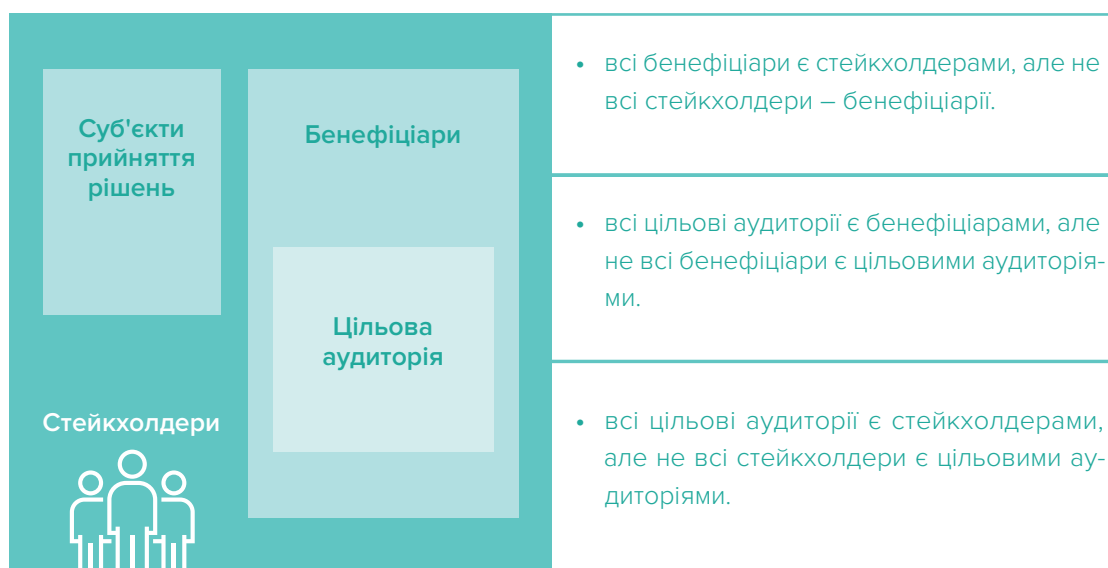 Суб'єкти
прийняття
рішень
Бенефіціари
Цільова
аудиторія
Стейкхолдери
• всі бенефіціари є стейкхолдерами, але не
всі стейкхолдери – бенефіціарії.
• всі цільові аудиторії є бенефіціарами, але
не всі бенефіціари є цільовими аудиторія-
ми.
• всі цільові аудиторії є стейкхолдерами,
але не всі стейкхолдери є цільовими ау-
диторіями.